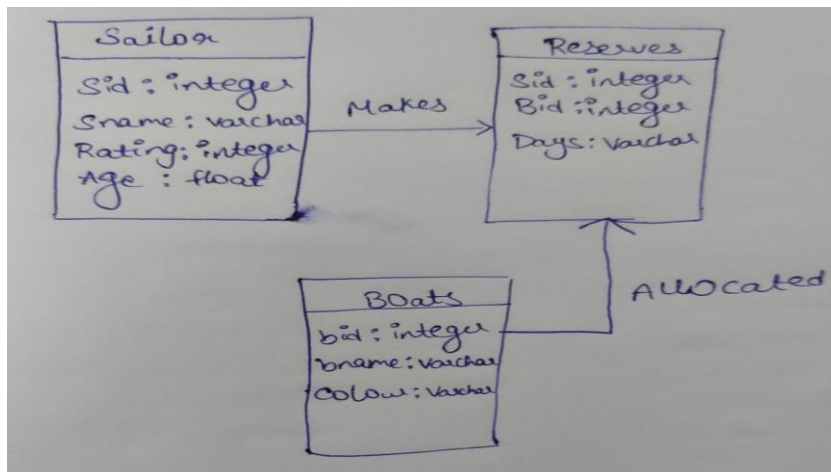 Sailor
Sid : integer
Sname : varchar
Rating : integer
Age : float
Makes
Reserves
Sid : integer
Bid : integer
Days : varchar
Allocated
BOats
bid : integer
bname : varchar
Colour : varchar